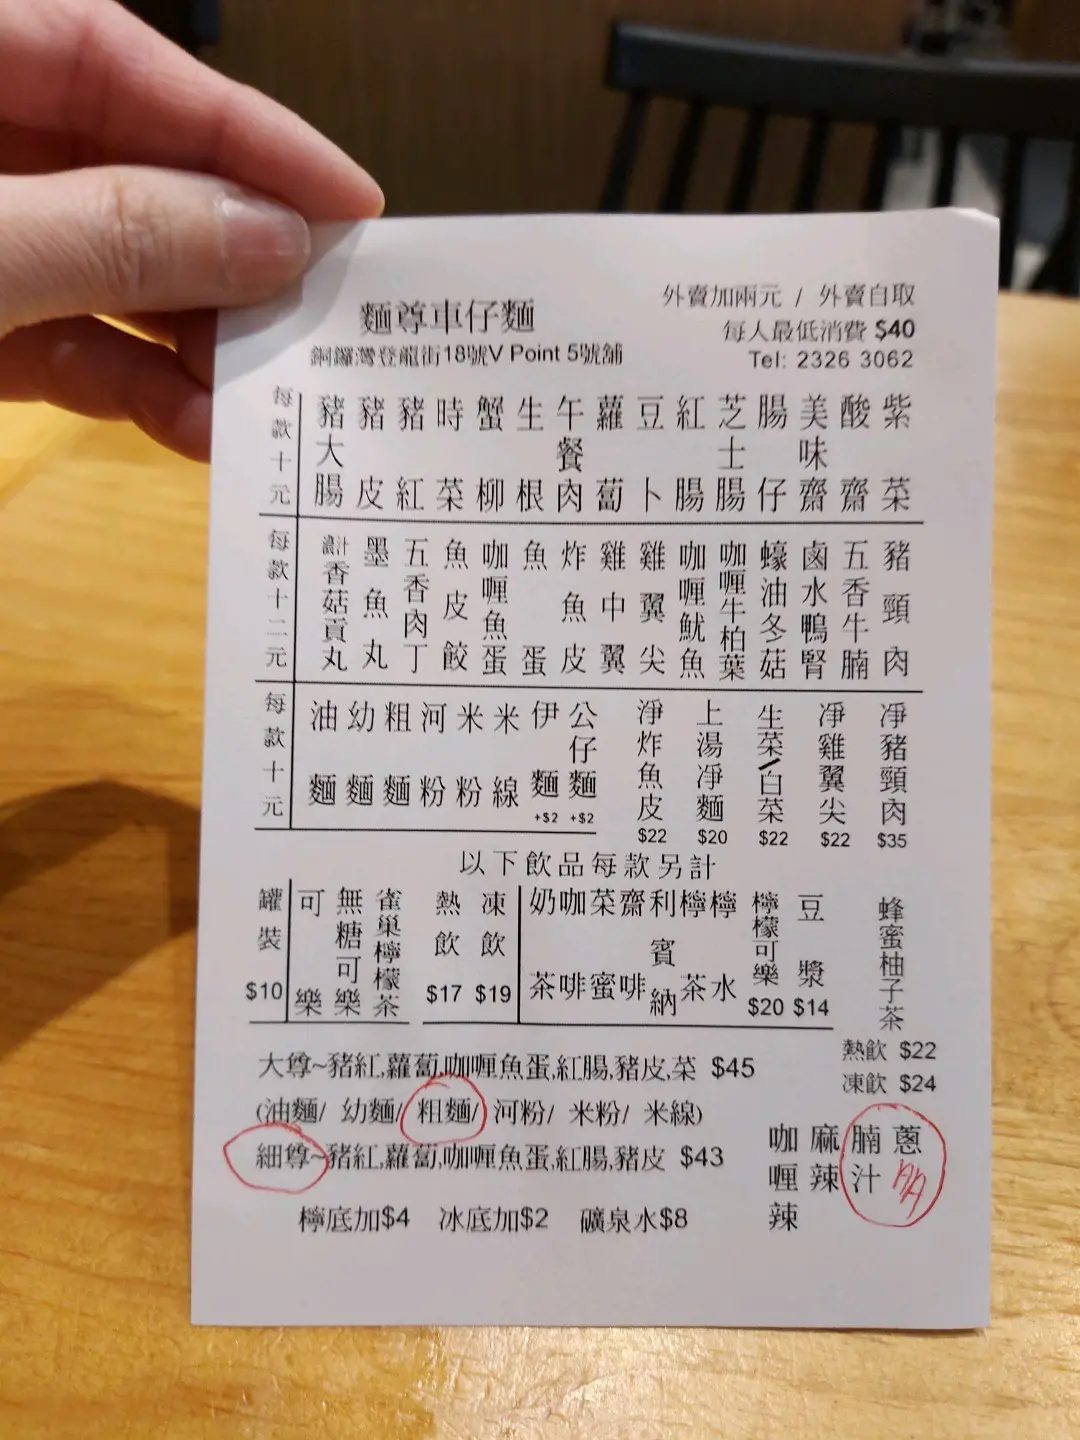 麵尊車仔麵
銅鑼灣登龍街18號V Point 5號舖
外賣加兩元 / 外賣自取
每人最低消費 $40
Tel: 2326 3062
每款十元
豬大腸
豬皮
豬紅
時菜
蟹柳
生根
午餐肉
蘿蔔
豆卜
紅腸
芝士腸
腸仔
美味齋
酸齋
紫菜
每款十二元
濃汁香菇貢丸
墨魚丸
五香肉丁
魚皮餃
咖喱魚蛋
魚蛋
炸魚皮
雞中翼
雞翼尖
咖喱魷魚
咖喱牛柏葉
蠔油冬菇
鹵水鴨腎
五香牛腩
豬頸肉
每款十元
油麵
幼麵
粗麵
河粉
米粉
米線
伊麵 +$2
公仔麵 +$2
淨炸魚皮 $22
上湯淨麵 $20
生菜/白菜 $22
淨雞翼尖 $22
淨豬頸肉 $35
以下飲品每款另計
罐裝 $10
可樂
無糖可樂
雀巢檸檬茶
熱飲 $17
凍飲 $19
奶茶
咖啡
菜蜜
齋啡
利賓納
檸茶
檸水
檸檬可樂 $20
豆漿 $14
蜂蜜柚子茶
熱飲 $22
凍飲 $24
大尊~豬紅,蘿蔔,咖喱魚蛋,紅腸,豬皮,菜 $45
(油麵/ 幼麵/ 粗麵/ 河粉/ 米粉/ 米線)
細尊~豬紅,蘿蔔,咖喱魚蛋,紅腸,豬皮 $43
咖喱辣
麻辣
腩汁
蔥
檸底加$4 冰底加$2 礦泉水$8